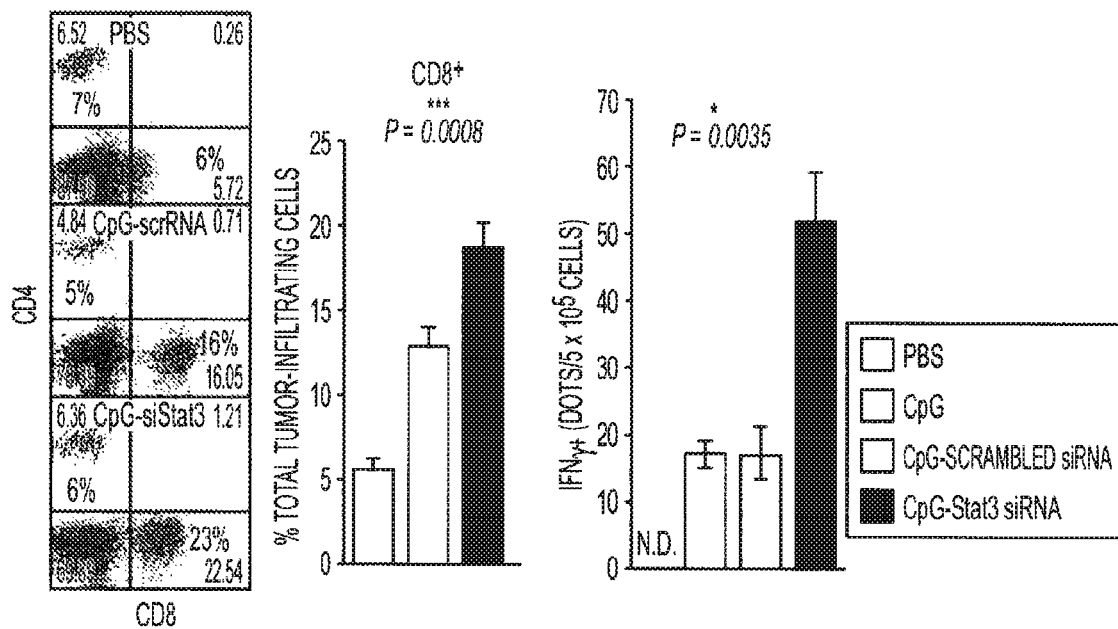 6.52 PBS 0.26
7%
6%
5.72
4.84 CpG-scrRNA 0.71
5%
16%
16.05
6.36 CpG-siStat3 1.21
6%
23%
22.54
CD4
CD8
CD8+
***
P = 0.0008
% TOTAL TUMOR-INFILTRATING CELLS
25
20
15
10
5
0
*
P = 0.0035
IFNγ+ (DOTS/5 x 10⁵ CELLS)
70
60
50
40
30
20
10
0
N.D.
PBS
CpG
CpG-SCRAMBLED siRNA
CpG-Stat3 siRNA